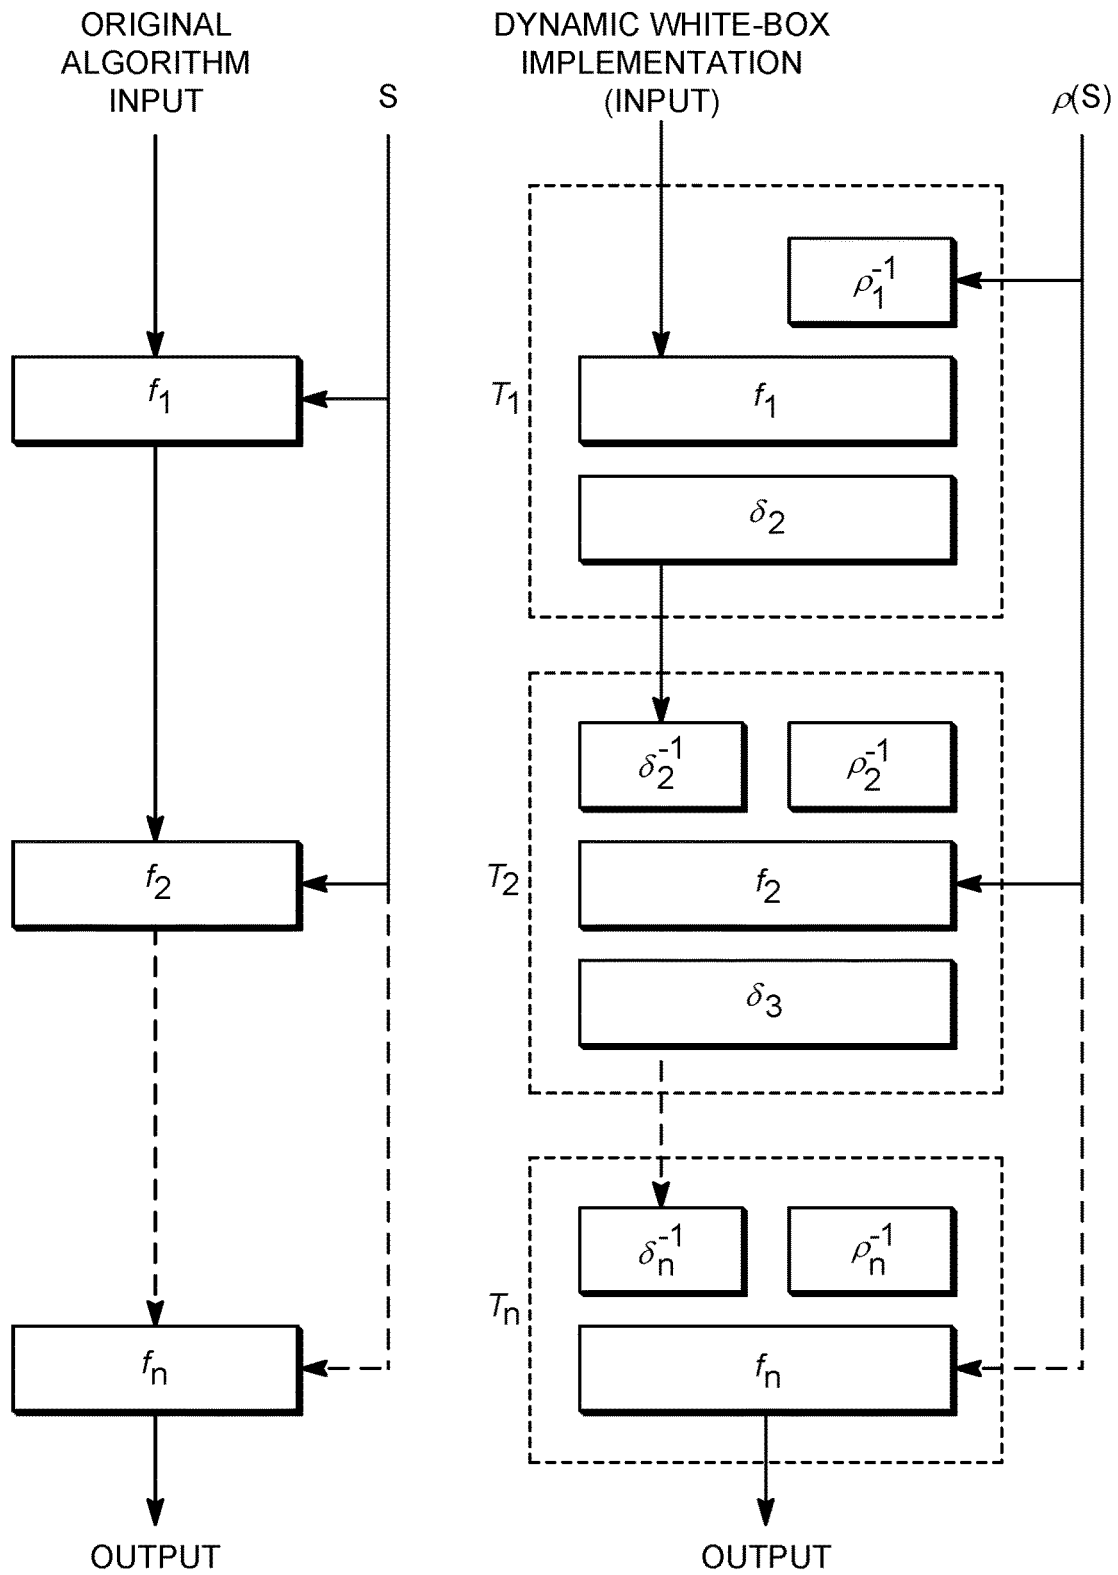 ORIGINAL
ALGORITHM
INPUT
S
DYNAMIC WHITE-BOX
IMPLEMENTATION
(INPUT)
ρ(S)
ρ₁⁻¹
f₁
T₁
f₁
δ₂
δ₂⁻¹
ρ₂⁻¹
f₂
T₂
f₂
δ₃
δₙ⁻¹
ρₙ⁻¹
Tₙ
fₙ
fₙ
OUTPUT
OUTPUT